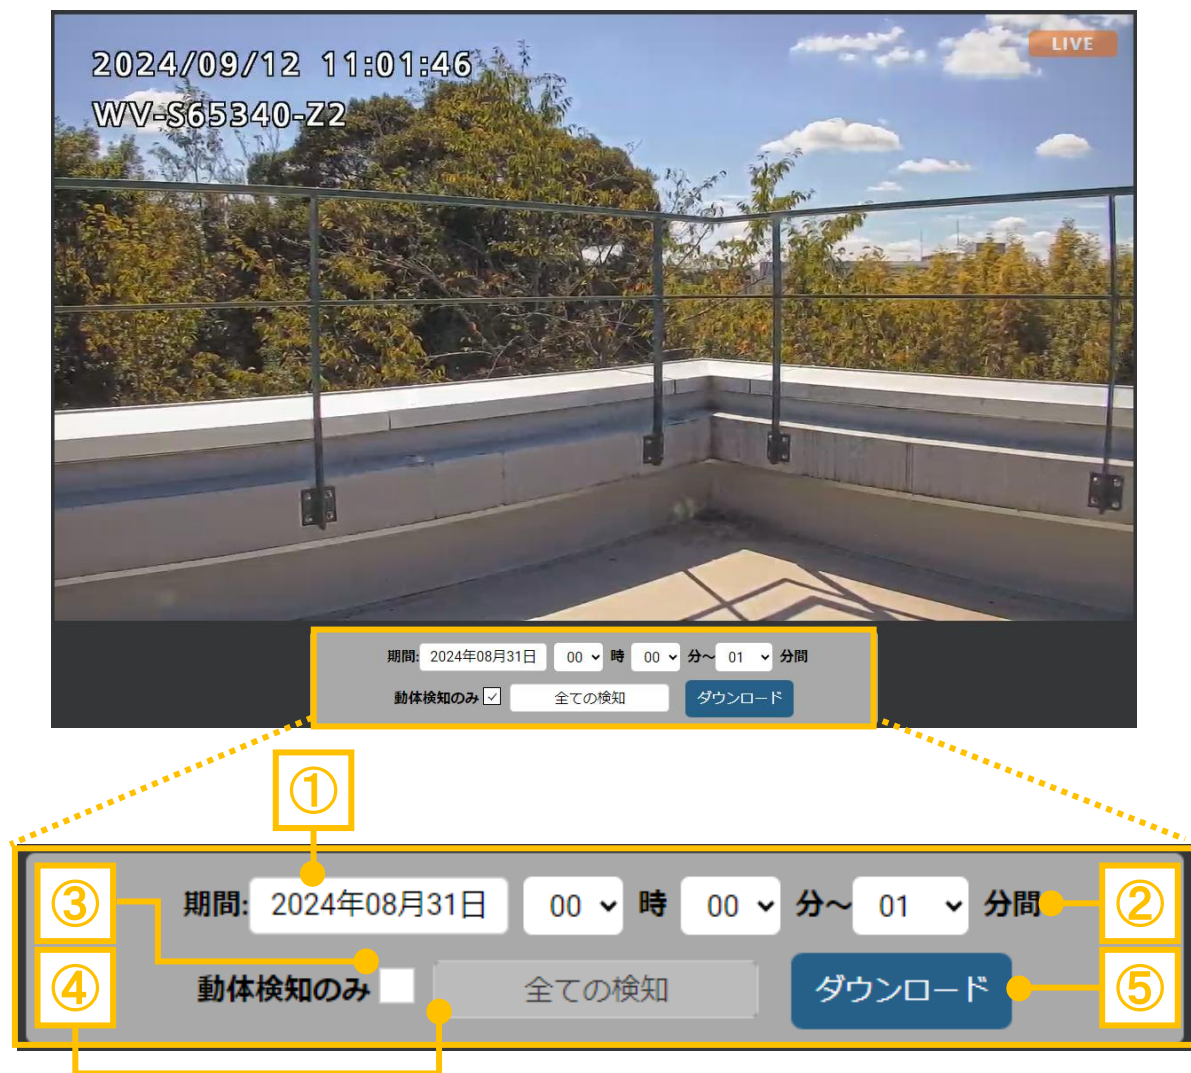 2024/09/12 11:01:46
LIVE
WV-S65340-Z2
期間: 2024年08月31日 00 時 00 分~ 01 分間
動体検知のみ 全ての検知 ダウンロード
①
③ 期間: 2024年08月31日 00 時 00 分~ 01 分間 ②
④ 動体検知のみ 全ての検知 ダウンロード ⑤